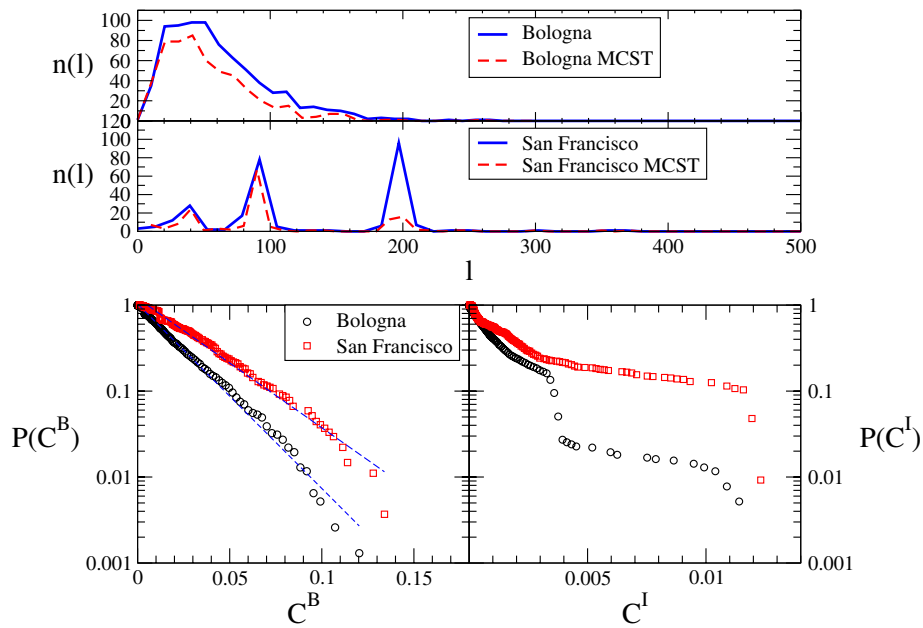 100
80
60
40
20
n(l)
Bologna
Bologna MCST
120
100
80
60
40
20
0
n(l)
San Francisco
San Francisco MCST
0 100 200 300 400 500
l
1
0.1
0.01
0.001
P(C^B)
Bologna
San Francisco
0 0.05 0.1 0.15
C^B
1
0.1
0.01
0.001
P(C^I)
0.005 0.01
C^I